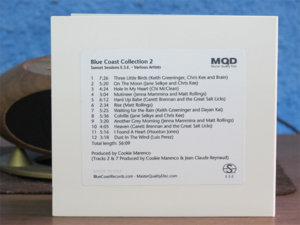 Blue Coast Collection 2
Sunset Sessions E.S.E. - Various Artists
MQD
Master Quality Disc
1 7:26 Three Little Birds (Keith Greeninger, Chris Kee and Brain)
2 5:20 On The Moon (Jane Selkye and Chris Kee)
3 4:24 Hole In My Heart (Chi McClean)
4 3:04 Mutineer (Jenna Mammina and Matt Rollings)
5 6:12 Hard Up Babe (Garett Brennan and the Great Salt Licks)
6 2:34 Rise (Matt Rollings)
7 5:25 Waiting for the Rain (Keith Greeninger and Dayan Kai)
8 5:36 Colville (Jane Selkye and Chris Kee)
9 3:20 Another Grey Morning (Jenna Mammina and Matt Rollings)
10 4:05 Heaven (Garett Brennan and the Great Salt Licks)
11 5:16 I Found A Heart (Houston Jones)
12 3:18 Dust In The Wind (Luis Perez)
Total length: 56:09
Produced by Cookie Marenco
(Tracks 2 & 7 Produced by Cookie Marenco & Jean Claude Reynaud)
BlueCoastRecords.com - MasterQualityDisc.com
E.S.E.